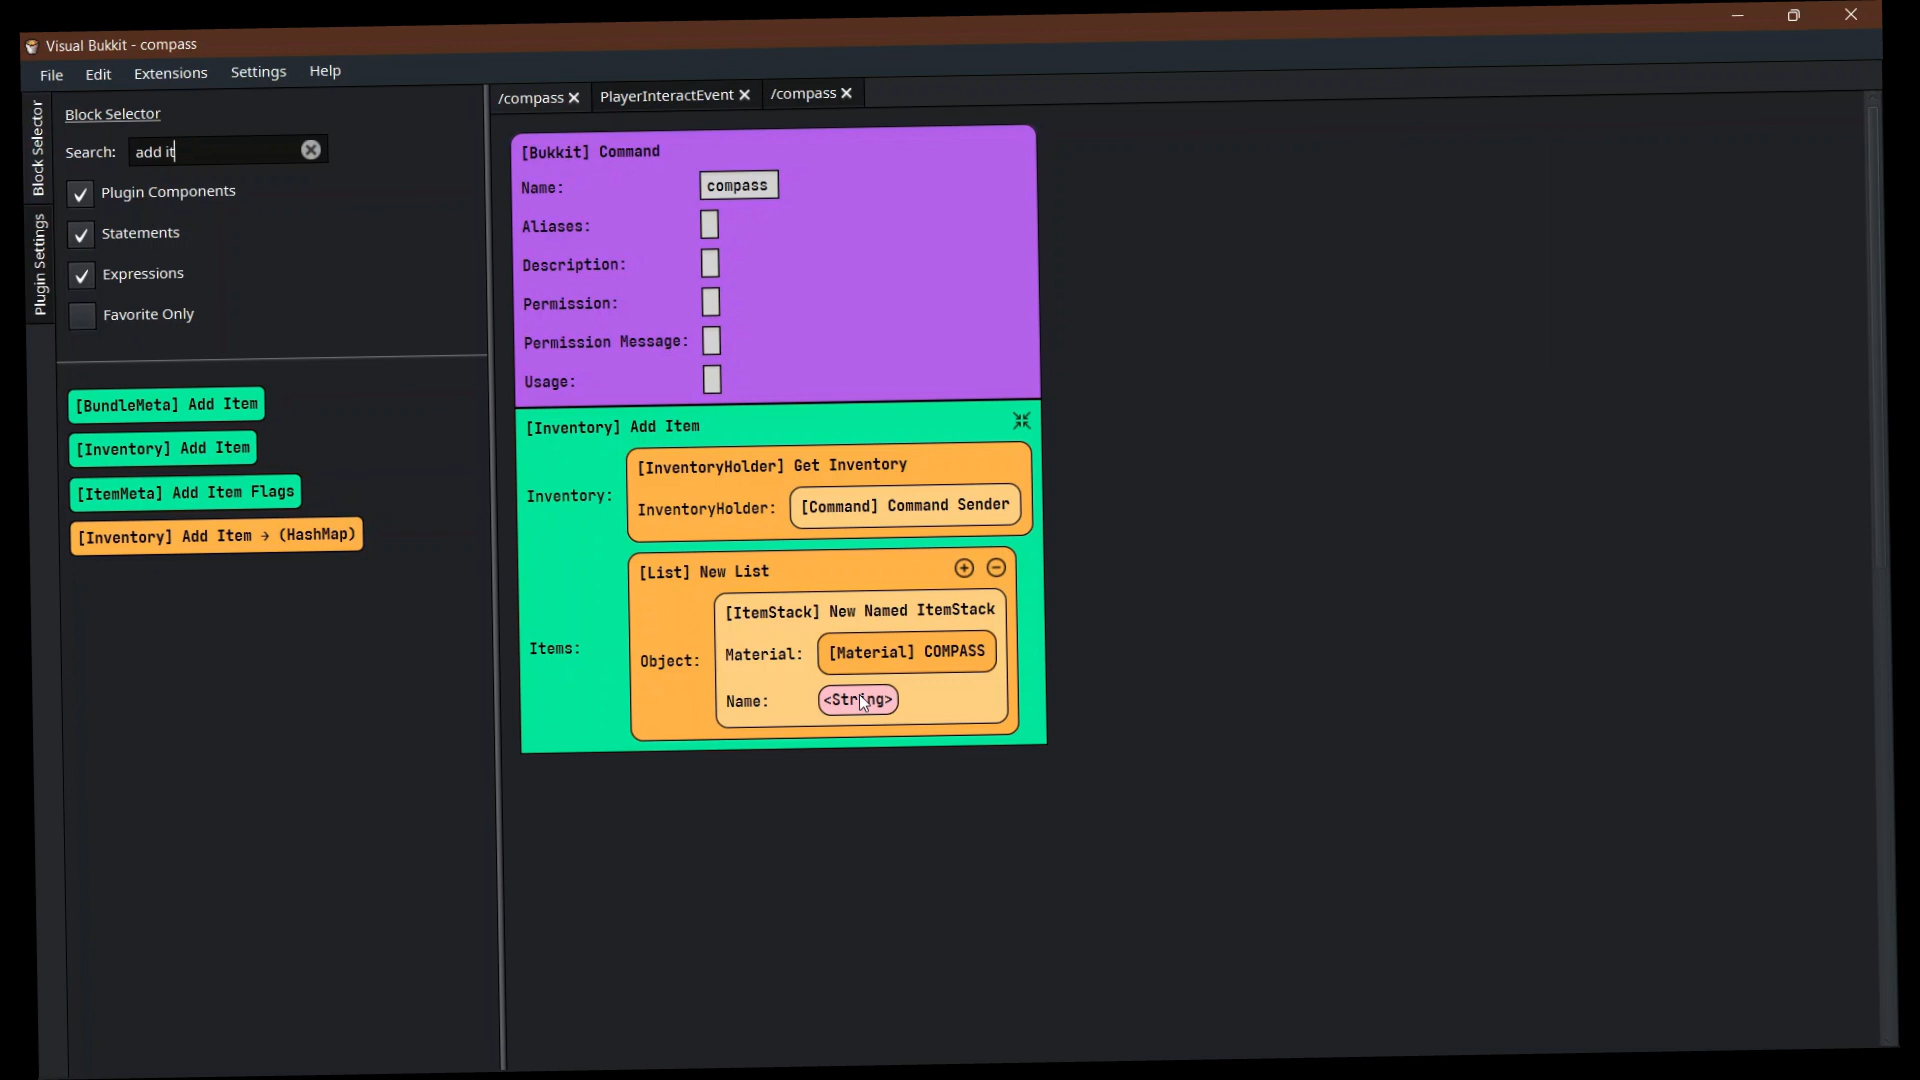 Visual Bukkit - compass
File Edit Extensions Settings Help
Block Selector
Plugin Settings
Block Selector
Search: add it
Plugin Components
Statements
Expressions
Favorite Only
[BundleMeta] Add Item
[Inventory] Add Item
[ItemMeta] Add Item Flags
[Inventory] Add Item → (HashMap)
/compass PlayerInteractEvent /compass
[Bukkit] Command
Name: compass
Aliases:
Description:
Permission:
Permission Message:
Usage:
[Inventory] Add Item
Inventory:
[InventoryHolder] Get Inventory
InventoryHolder: [Command] Command Sender
Items:
[List] New List
Object:
[ItemStack] New Named ItemStack
Material: [Material] COMPASS
Name: <String>